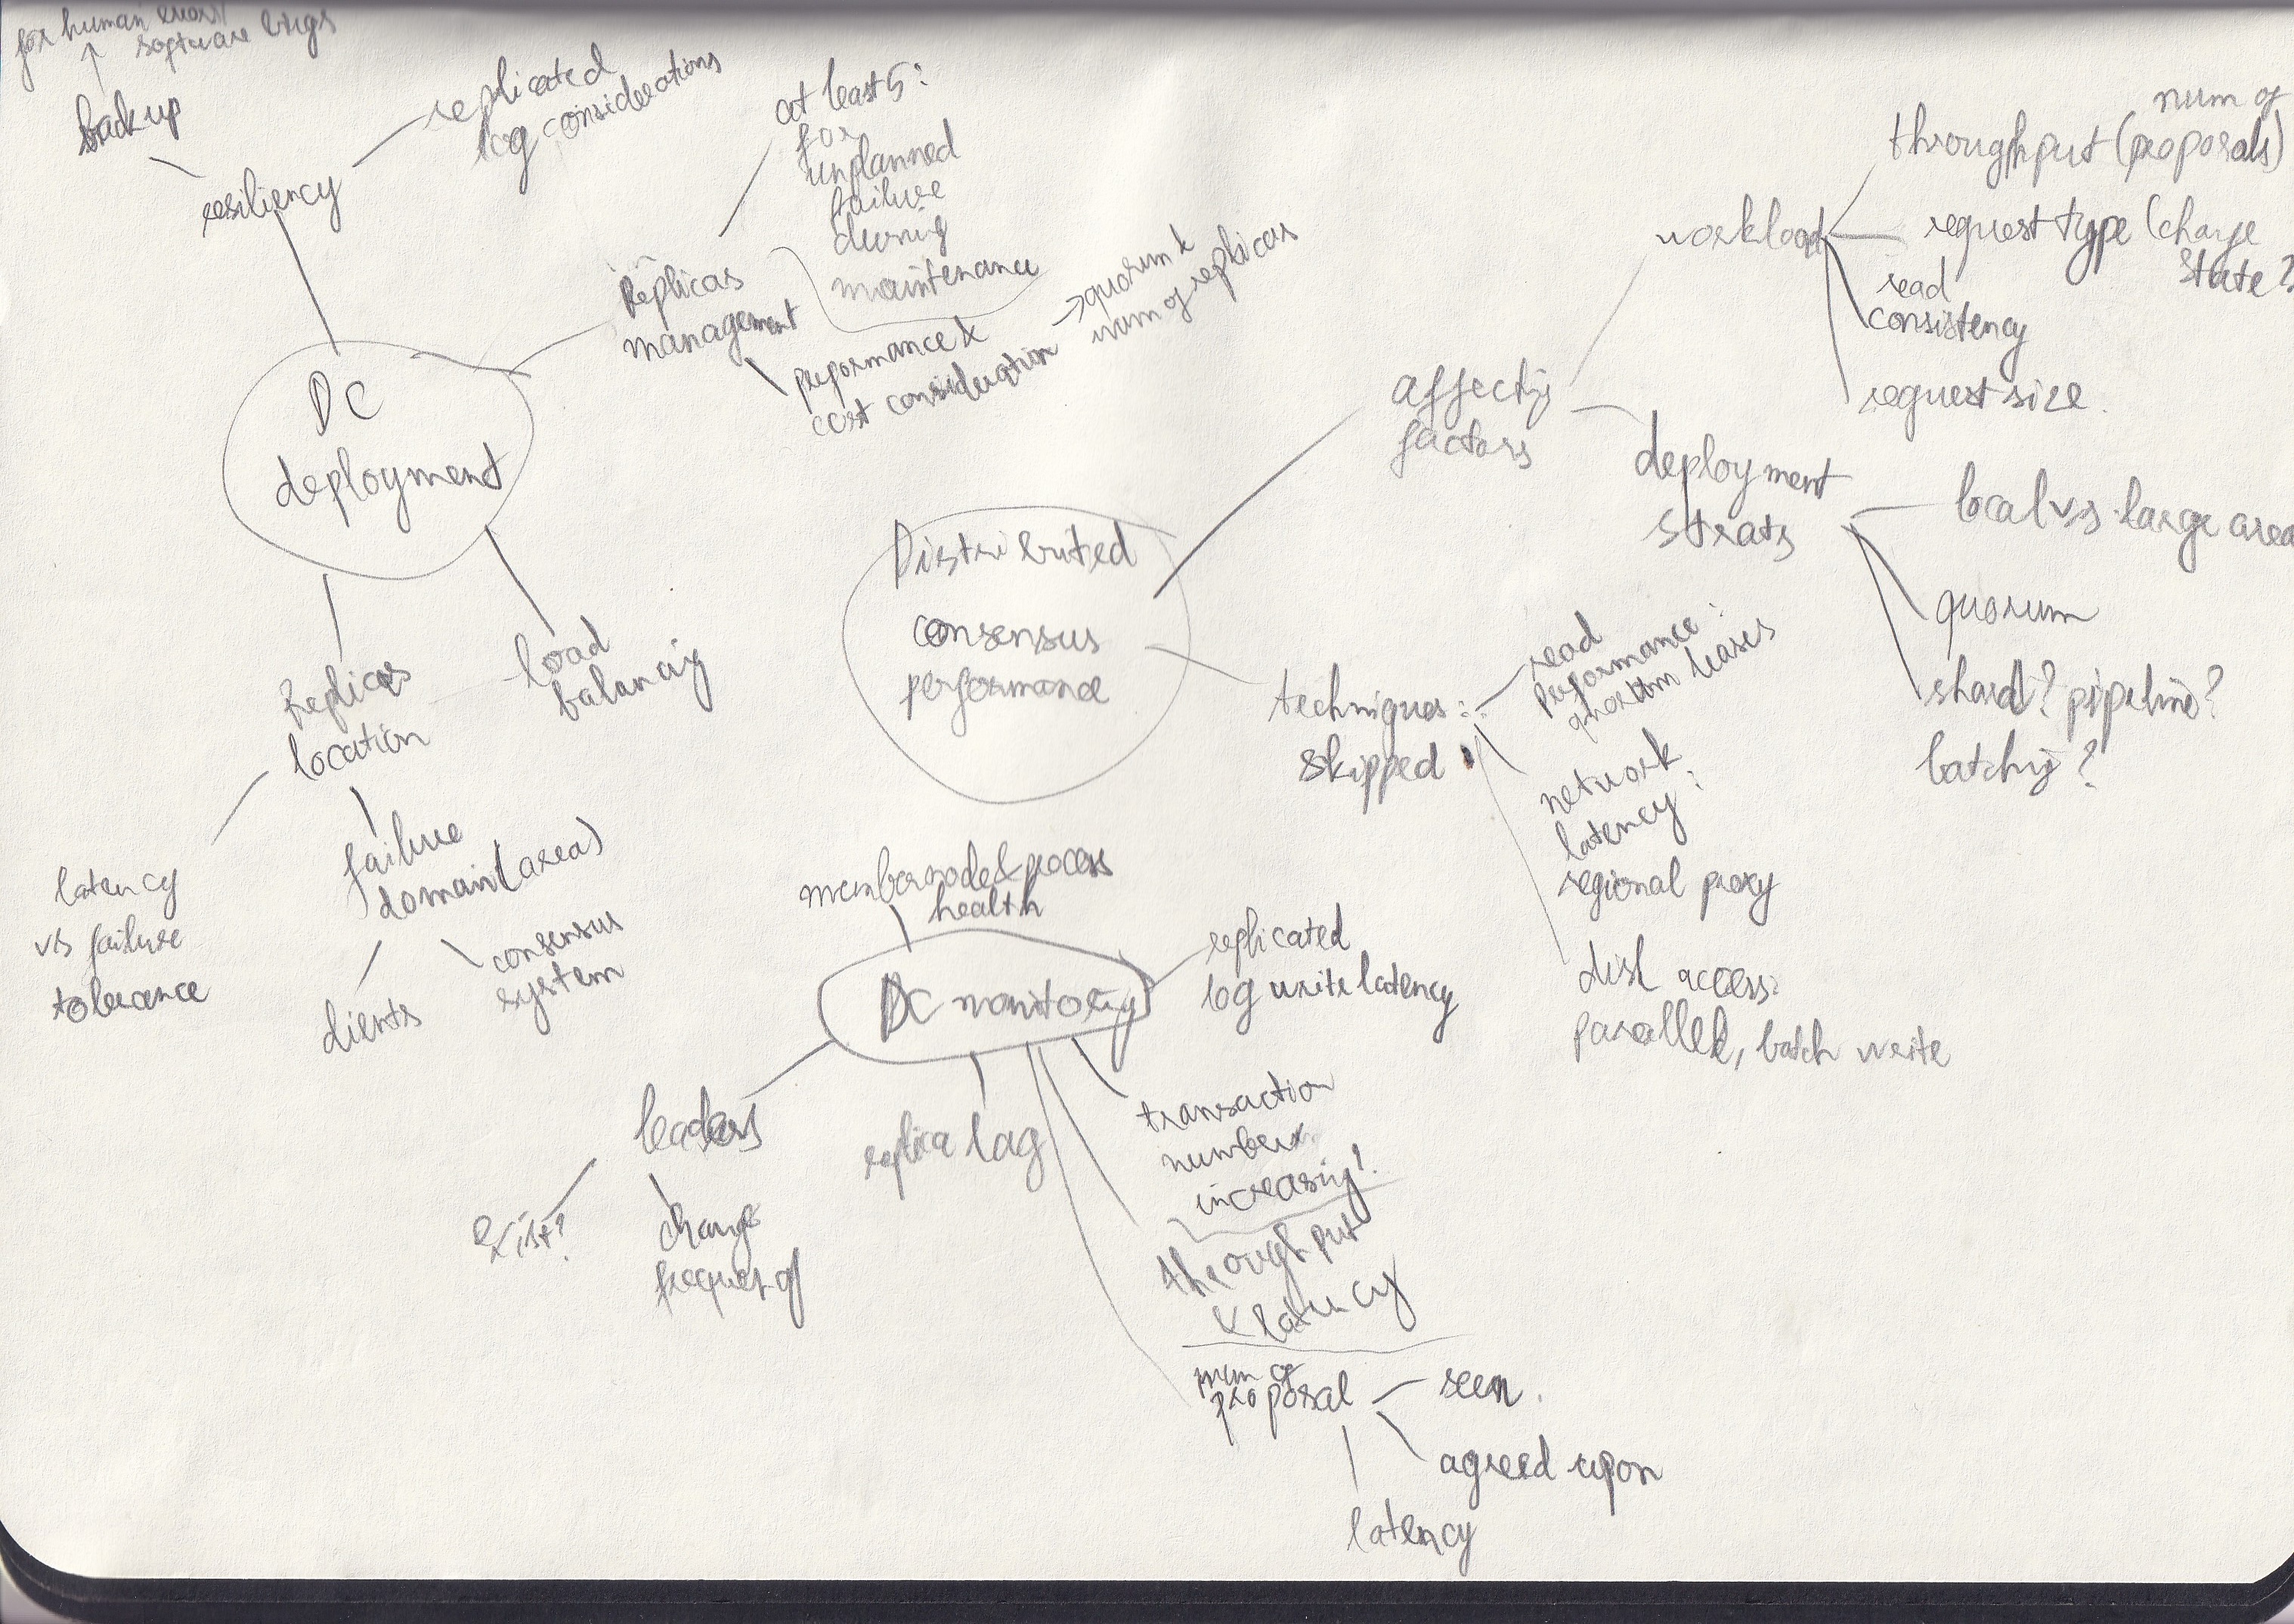 for human error/
software bugs
backup
resiliency
replicated
log considerations
DC
deployment
Replicas
management
at least 5:
for
unplanned
failure
during
maintenance
performance &
cost consideration
→ quorum &
num of replicas
Replicas
location
load
balancing
latency
vs failure
tolerance
failure
domain (area)
clients
consensus
system
Distributed
consensus
performance
affecting
factors
workload
num of
throughput (proposals)
request type (change
state?
read
consistency
request size.
deployment
strats
local vs large area
quorum
shard? pipeline?
batching?
techniques:
skipped
read
performance:
quorum leases
network
latency:
regional proxy
disk access:
parallel, batch write
DC monitoring
member node & process
health
replicated
log write latency
leaders
exist?
change
frequency
replica lag
transaction
number
increasing?
throughput
& latency
num of
proposal
seen.
agreed upon
latency